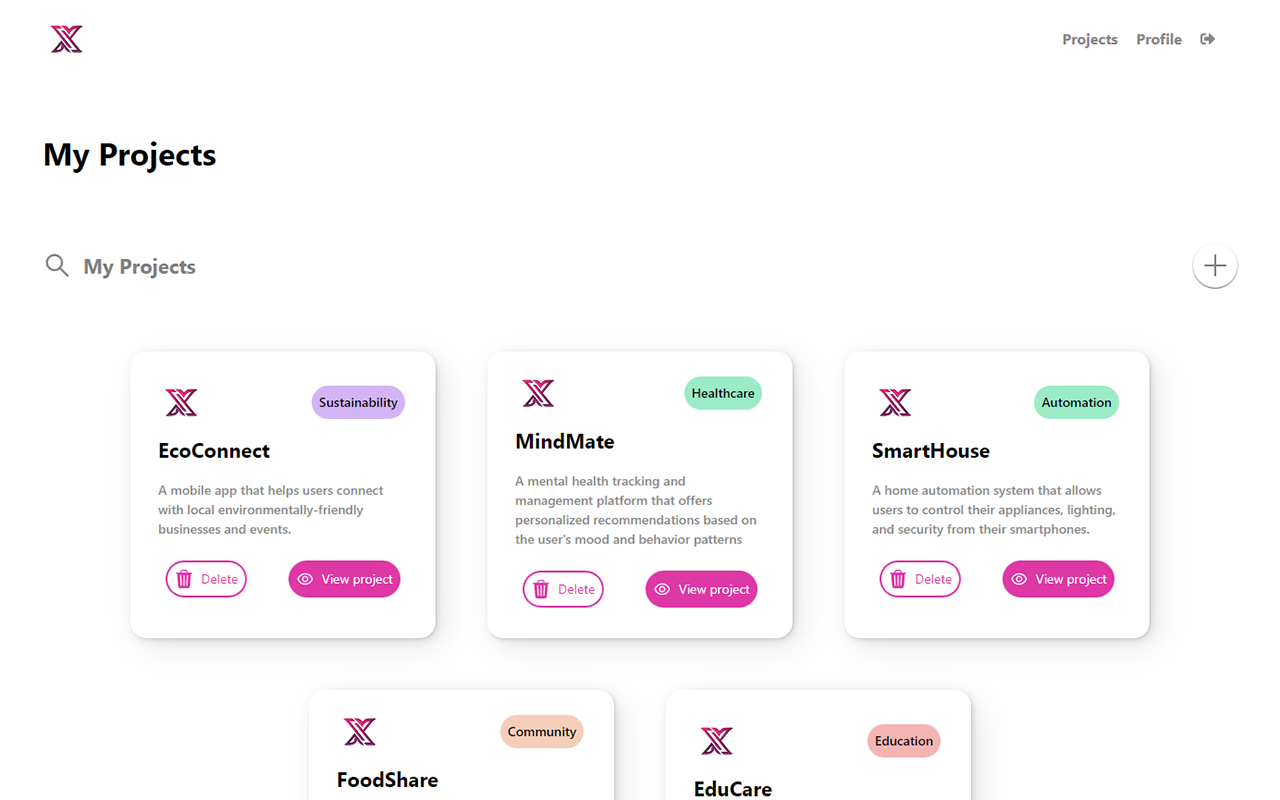 Projects Profile
My Projects
My Projects
Sustainability
EcoConnect
A mobile app that helps users connect
with local environmentally-friendly
businesses and events.
Delete
View project
Healthcare
MindMate
A mental health tracking and
management platform that offers
personalized recommendations based on
the user's mood and behavior patterns
Delete
View project
Automation
SmartHouse
A home automation system that allows
users to control their appliances, lighting,
and security from their smartphones.
Delete
View project
Community
FoodShare
Education
EduCare